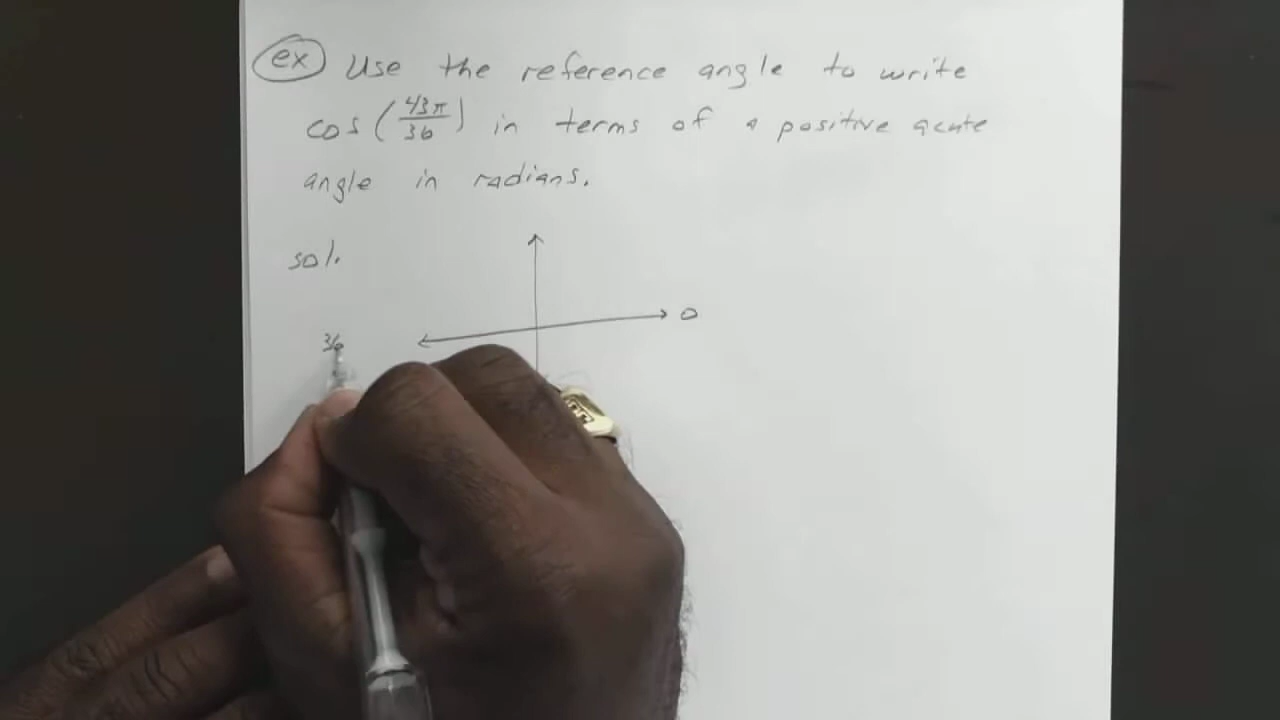 ex Use the reference angle to write
cos (43π/36) in terms of a positive acute
angle in radians.
sol.
0
36